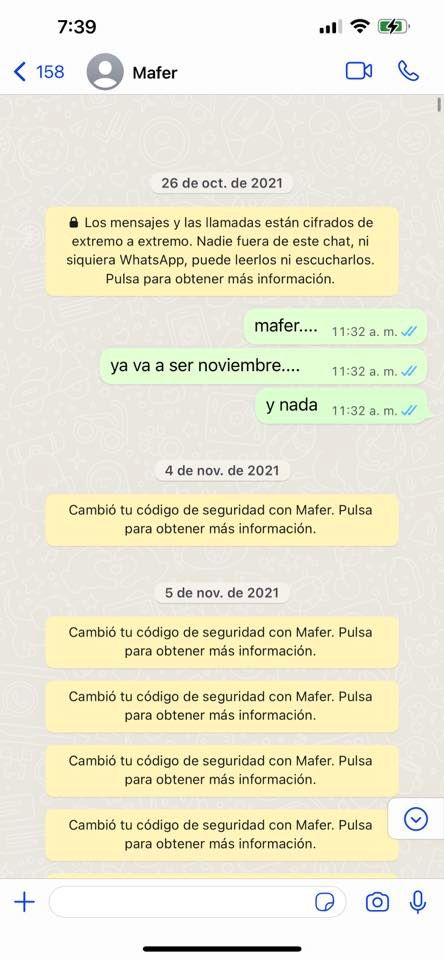 7:39
158
Mafer
26 de oct. de 2021
Los mensajes y las llamadas están cifrados de
extremo a extremo. Nadie fuera de este chat, ni
siquiera WhatsApp, puede leerlos ni escucharlos.
Pulsa para obtener más información.
mafer.... 11:32 a. m.
ya va a ser noviembre.... 11:32 a. m.
y nada 11:32 a. m.
4 de nov. de 2021
Cambió tu código de seguridad con Mafer. Pulsa
para obtener más información.
5 de nov. de 2021
Cambió tu código de seguridad con Mafer. Pulsa
para obtener más información.
Cambió tu código de seguridad con Mafer. Pulsa
para obtener más información.
Cambió tu código de seguridad con Mafer. Pulsa
para obtener más información.
Cambió tu código de seguridad con Mafer. Pulsa
para obtener más información.